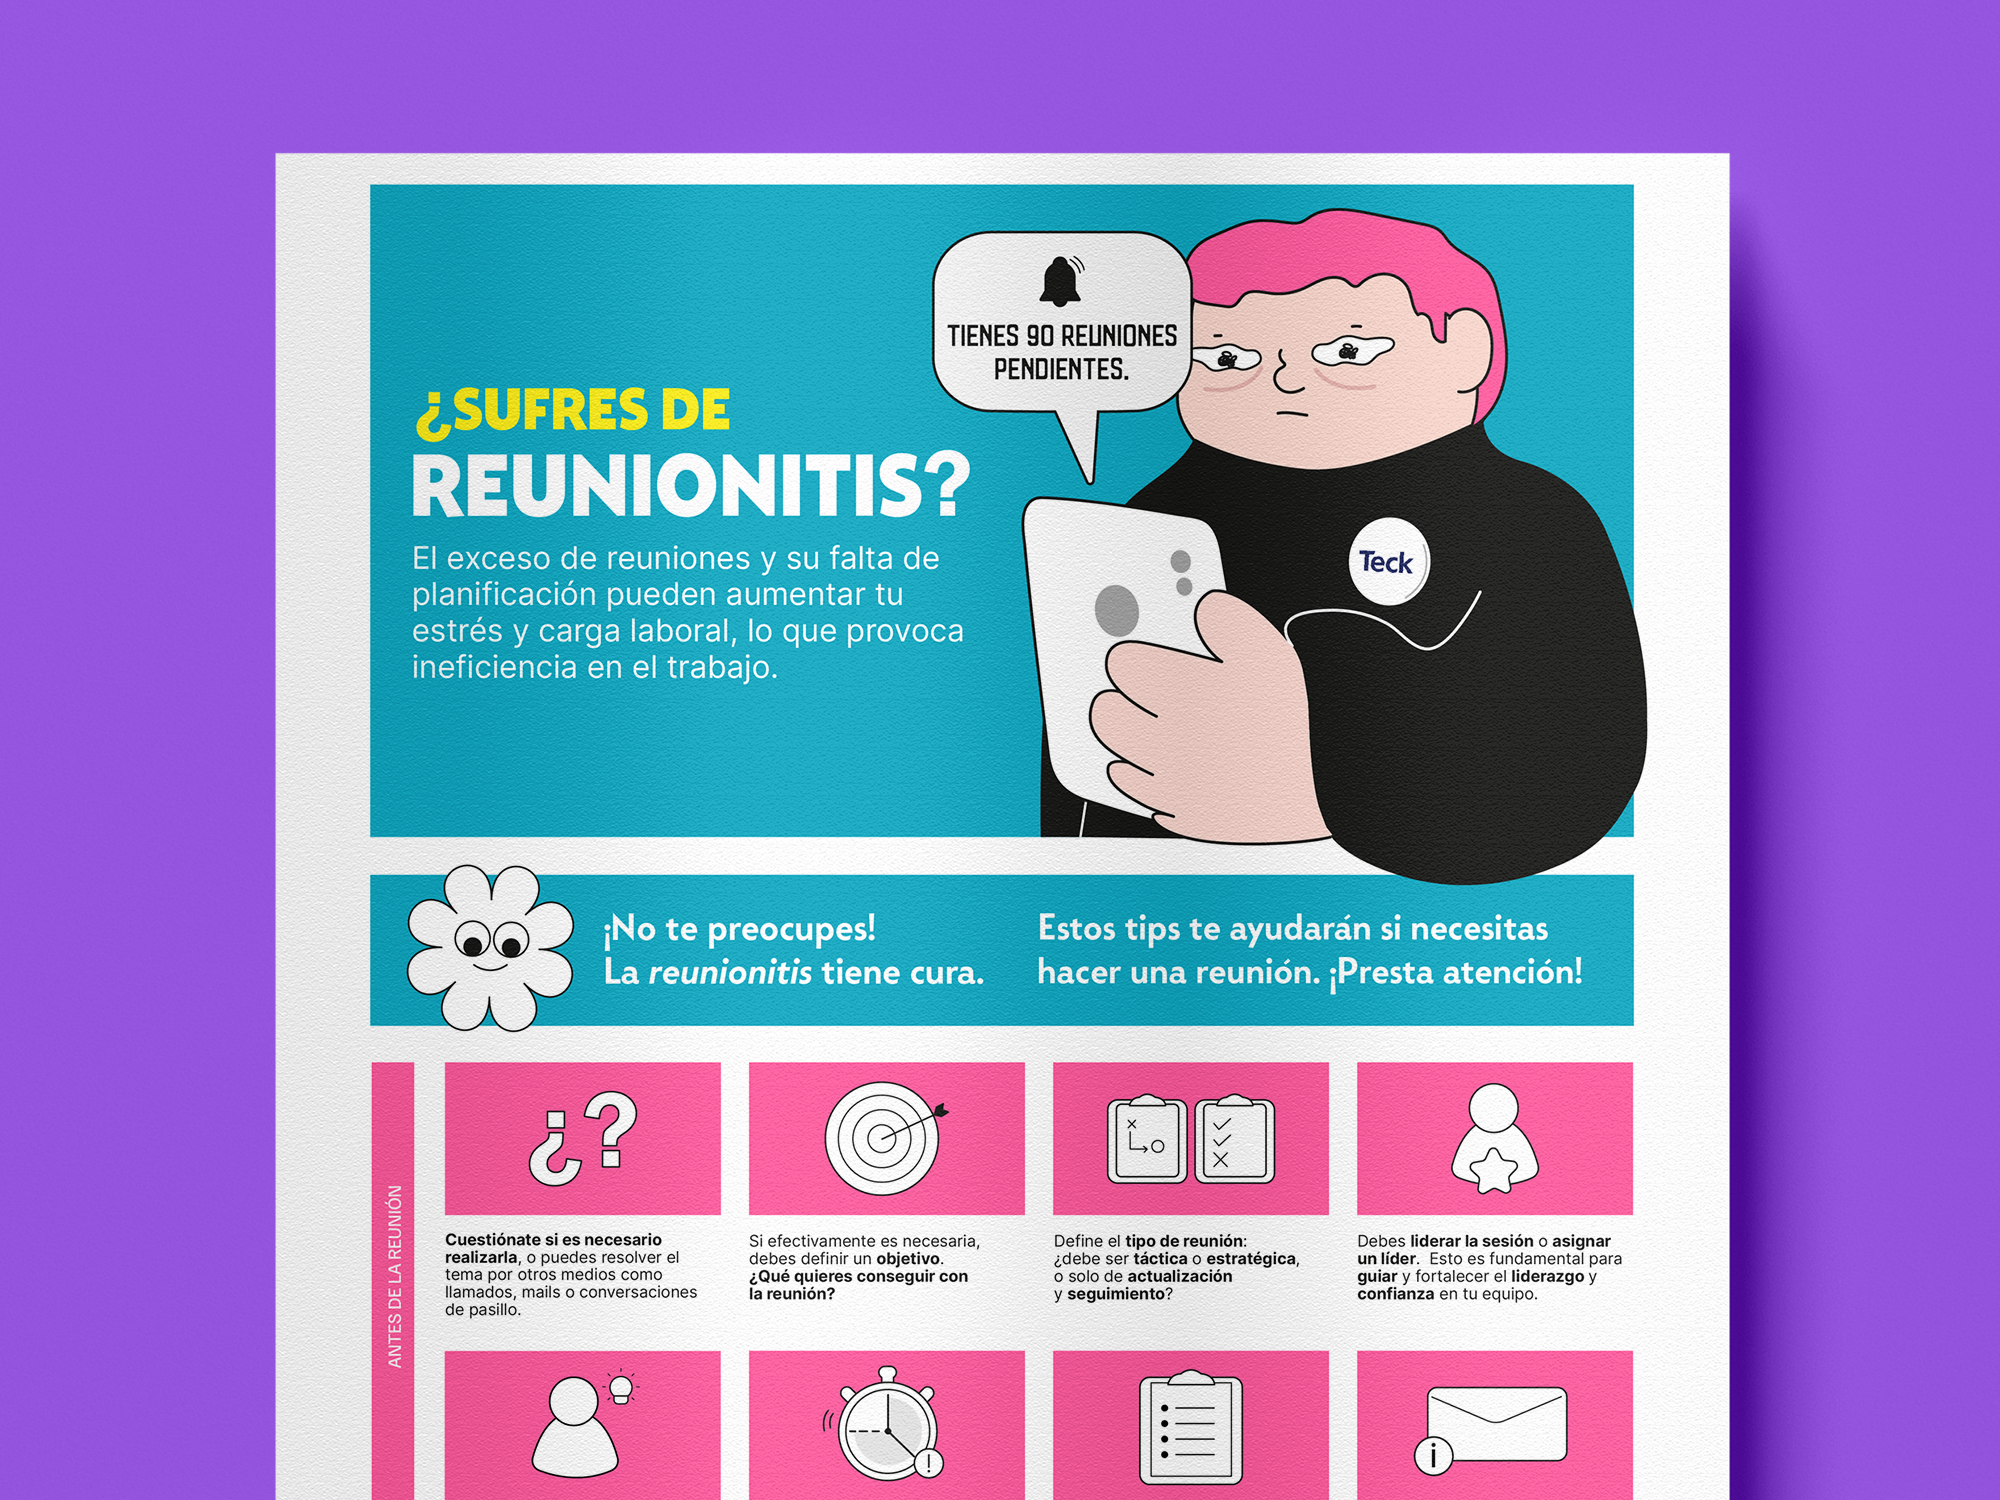 TIENES 90 REUNIONES
PENDIENTES.
¿SUFRES DE
REUNIONITIS?
El exceso de reuniones y su falta de
planificación pueden aumentar tu
estrés y carga laboral, lo que provoca
ineficiencia en el trabajo.
Teck
¡No te preocupes!
La reunionitis tiene cura.
Estos tips te ayudarán si necesitas
hacer una reunión. ¡Presta atención!
ANTES DE LA REUNIÓN
¿?
Cuestiónate si es necesario
realizarla, o puedes resolver el
tema por otros medios como
llamados, mails o conversaciones
de pasillo.
Si efectivamente es necesaria,
debes definir un objetivo.
¿Qué quieres conseguir con
la reunión?
Define el tipo de reunión:
¿debe ser táctica o estratégica,
o solo de actualización
y seguimiento?
Debes liderar la sesión o asignar
un líder. Esto es fundamental para
guiar y fortalecer el liderazgo y
confianza en tu equipo.
!
i